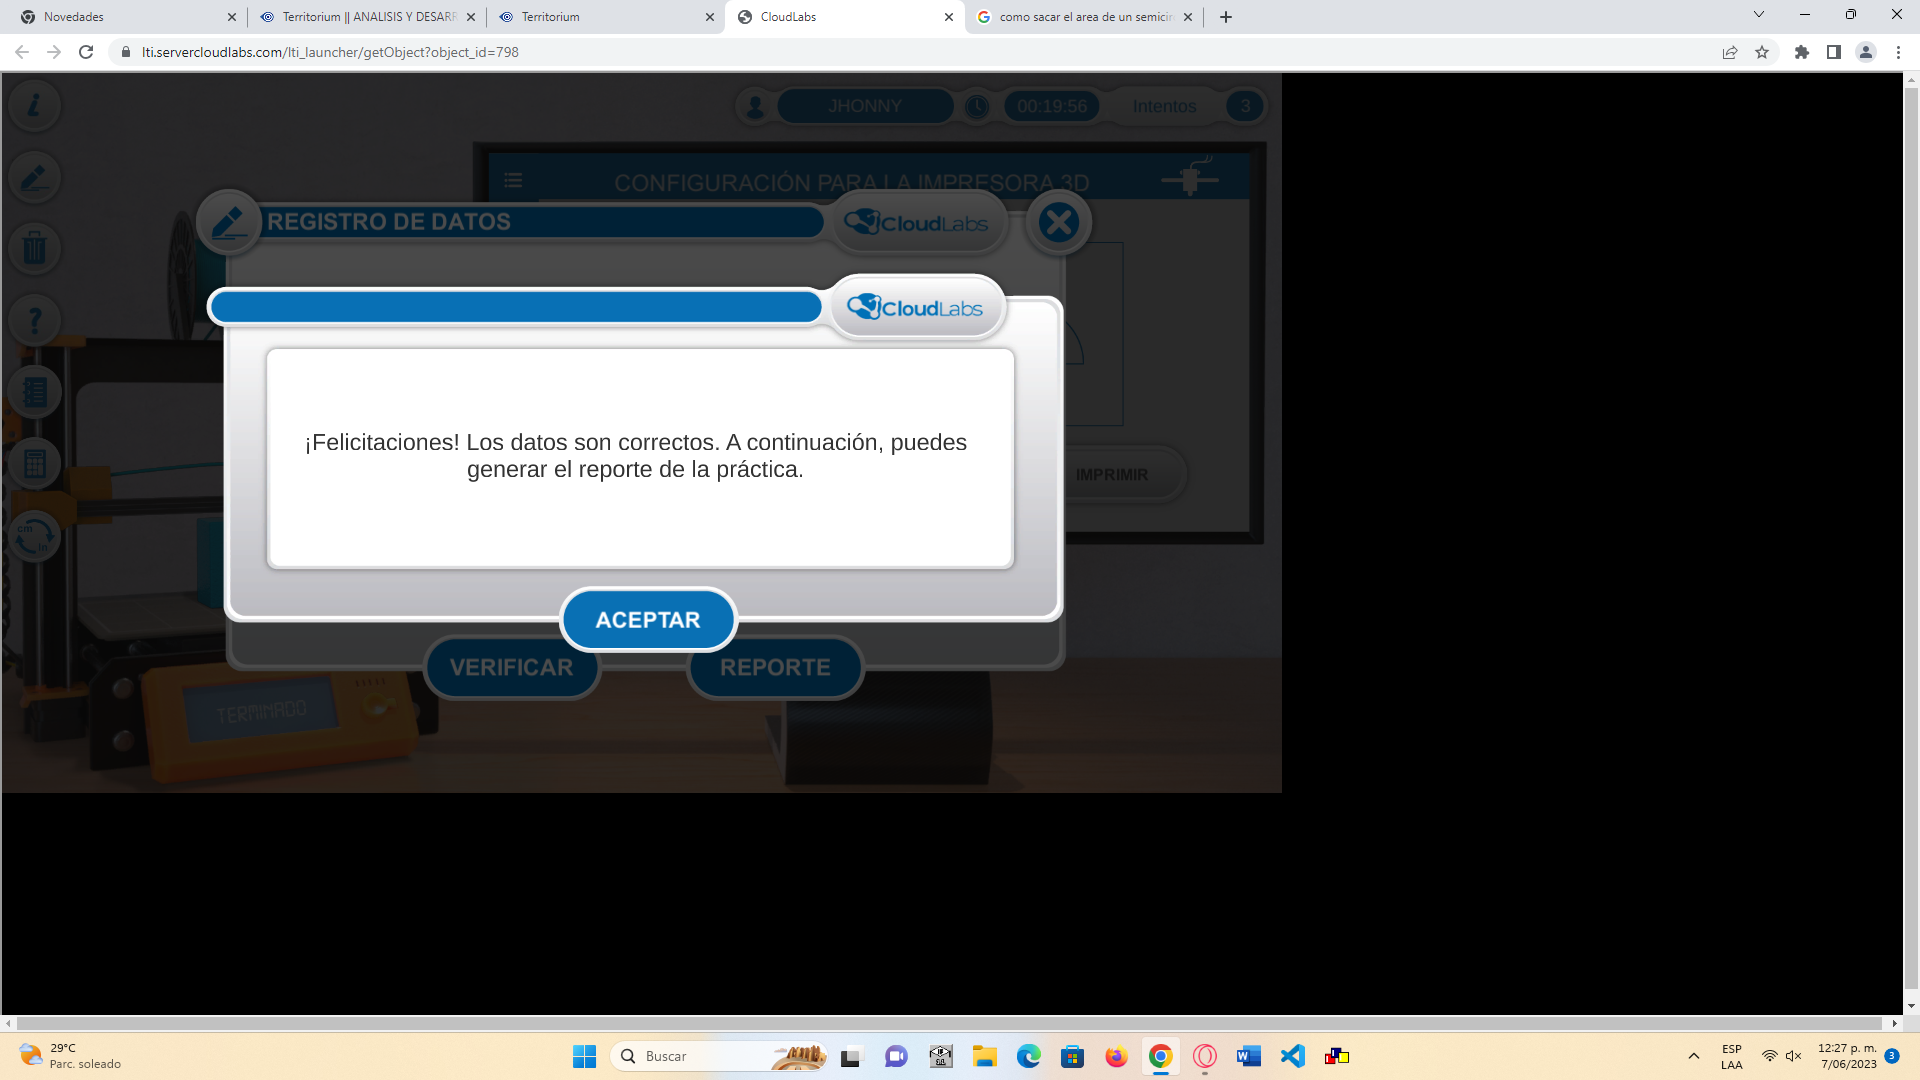 Novedades
Territorium || ANALISIS Y DESARR
Territorium
CloudLabs
como sacar el area de un semicir
lti.servercloudlabs.com/lti_launcher/getObject?object_id=798
JHONNY
00:19:56
Intentos
3
CONFIGURACIÓN PARA LA IMPRESORA 3D
REGISTRO DE DATOS
CloudLabs
CloudLabs
¡Felicitaciones! Los datos son correctos. A continuación, puedes
generar el reporte de la práctica.
IMPRIMIR
cm
in
ACEPTAR
VERIFICAR
REPORTE
TERMINADO
29°C
Parc. soleado
Buscar
ESP
LAA
12:27 p. m.
7/06/2023
3